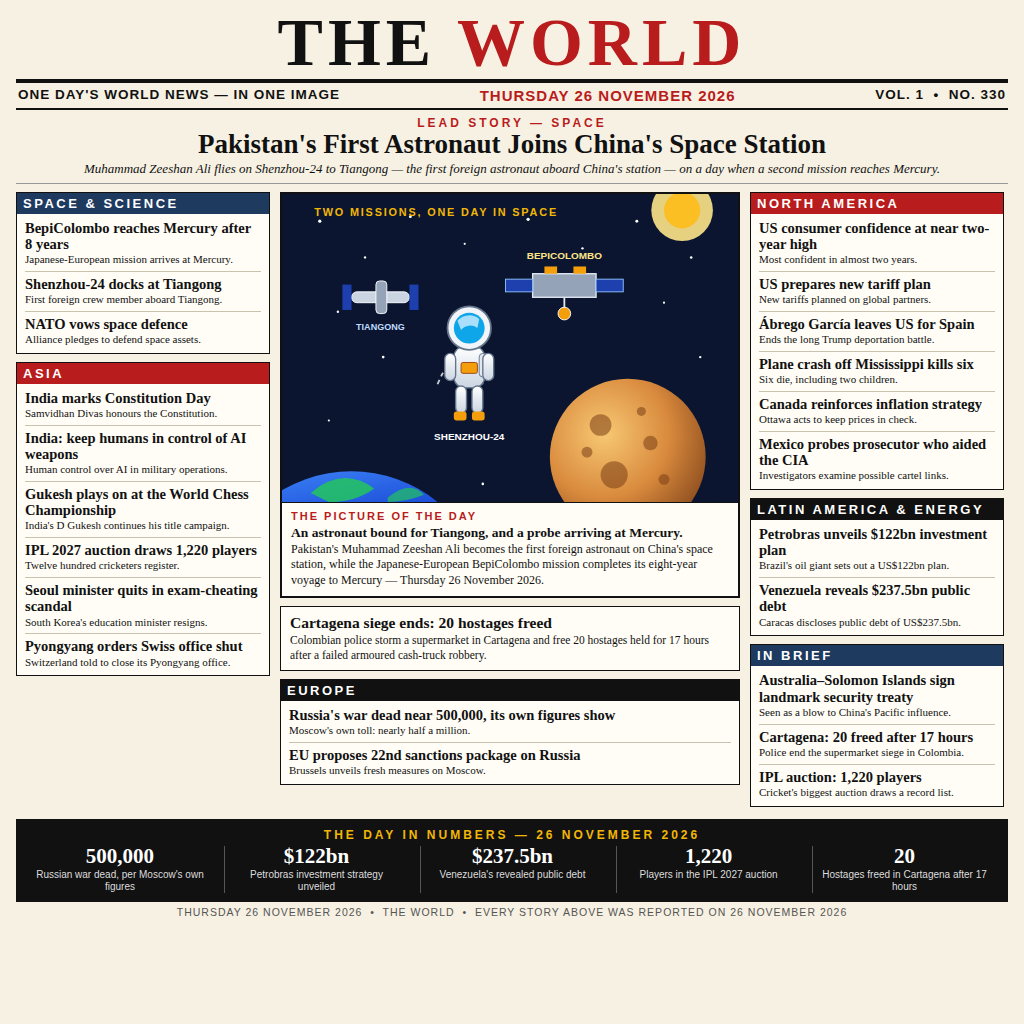 THE WORLD
ONE DAY'S WORLD NEWS — IN ONE IMAGE
THURSDAY 26 NOVEMBER 2026
VOL. 1 • NO. 330
LEAD STORY — SPACE
Pakistan's First Astronaut Joins China's Space Station
Muhammad Zeeshan Ali flies on Shenzhou-24 to Tiangong — the first foreign astronaut aboard China's station — on a day when a second mission reaches Mercury.
SPACE & SCIENCE
BepiColombo reaches Mercury after
8 years
Japanese-European mission arrives at Mercury.
Shenzhou-24 docks at Tiangong
First foreign crew member aboard Tiangong.
NATO vows space defence
Alliance pledges to defend space assets.
ASIA
India marks Constitution Day
Samvidhan Divas honours the Constitution.
India: keep humans in control of AI
weapons
Human control over AI in military operations.
Gukesh plays on at the World Chess
Championship
India's D Gukesh continues his title campaign.
IPL 2027 auction draws 1,220 players
Twelve hundred cricketers register.
Seoul minister quits in exam-cheating
scandal
South Korea's education minister resigns.
Pyongyang orders Swiss office shut
Switzerland told to close its Pyongyang office.
TWO MISSIONS, ONE DAY IN SPACE
BEPICOLOMBO
TIANGONG
SHENZHOU-24
THE PICTURE OF THE DAY
An astronaut bound for Tiangong, and a probe arriving at Mercury.
Pakistan's Muhammad Zeeshan Ali becomes the first foreign astronaut on China's space
station, while the Japanese-European BepiColombo mission completes its eight-year
voyage to Mercury — Thursday 26 November 2026.
Cartagena siege ends: 20 hostages freed
Colombian police storm a supermarket in Cartagena and free 20 hostages held for 17 hours
after a failed armoured cash-truck robbery.
EUROPE
Russia's war dead near 500,000, its own figures show
Moscow's own toll: nearly half a million.
EU proposes 22nd sanctions package on Russia
Brussels unveils fresh measures on Moscow.
NORTH AMERICA
US consumer confidence at near two-
year high
Most confident in almost two years.
US prepares new tariff plan
New tariffs planned on global partners.
Ábrego García leaves US for Spain
Ends the long Trump deportation battle.
Plane crash off Mississippi kills six
Six die, including two children.
Canada reinforces inflation strategy
Ottawa acts to keep prices in check.
Mexico probes prosecutor who aided
the CIA
Investigators examine possible cartel links.
LATIN AMERICA & ENERGY
Petrobras unveils $122bn investment
plan
Brazil's oil giant sets out a US$122bn plan.
Venezuela reveals $237.5bn public
debt
Caracas discloses public debt of US$237.5bn.
IN BRIEF
Australia–Solomon Islands sign
landmark security treaty
Seen as a blow to China's Pacific influence.
Cartagena: 20 freed after 17 hours
Police end the supermarket siege in Colombia.
IPL auction: 1,220 players
Cricket's biggest auction draws a record list.
THE DAY IN NUMBERS — 26 NOVEMBER 2026
500,000
Russian war dead, per Moscow's own
figures
$122bn
Petrobras investment strategy
unveiled
$237.5bn
Venezuela's revealed public debt
1,220
Players in the IPL 2027 auction
20
Hostages freed in Cartagena after 17
hours
THURSDAY 26 NOVEMBER 2026 • THE WORLD • EVERY STORY ABOVE WAS REPORTED ON 26 NOVEMBER 2026